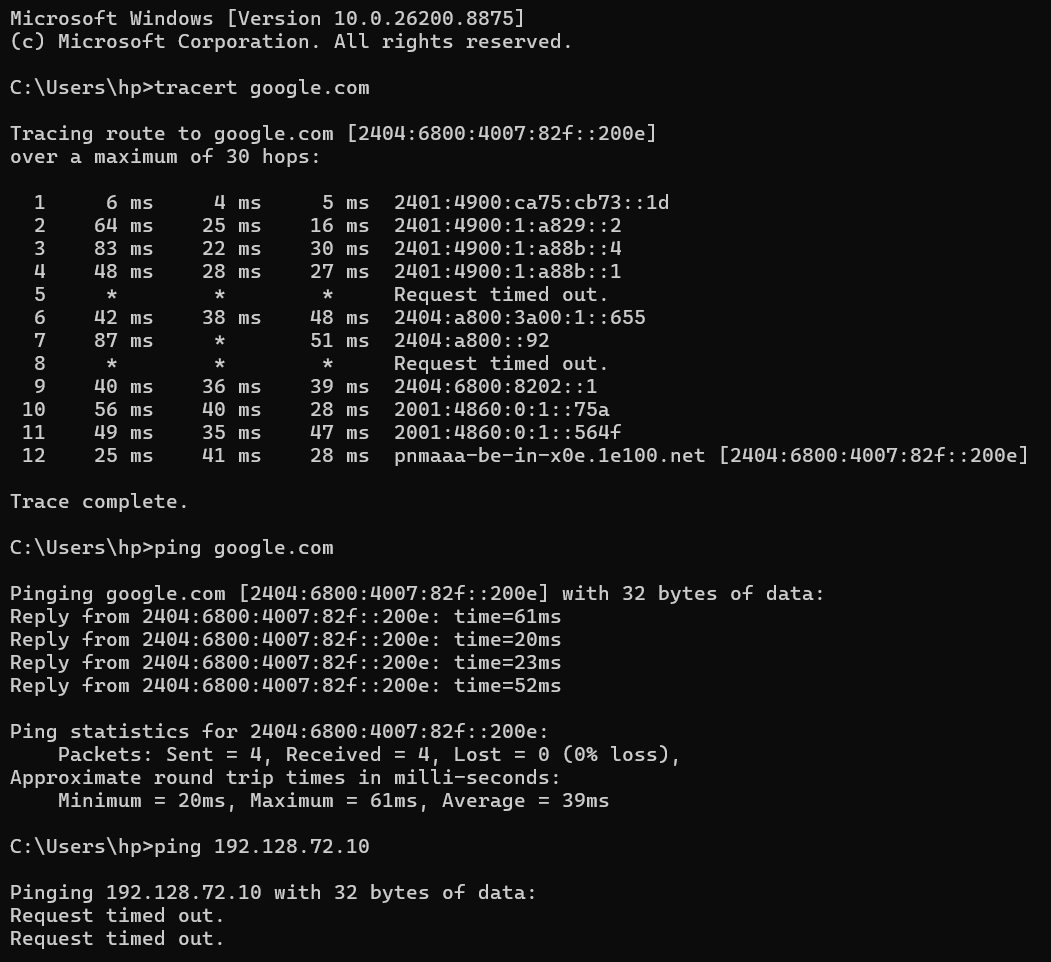 Microsoft Windows [Version 10.0.26200.8875]
(c) Microsoft Corporation. All rights reserved.

C:\Users\hp>tracert google.com

Tracing route to google.com [2404:6800:4007:82f::200e]
over a maximum of 30 hops:

  1     6 ms     4 ms     5 ms  2401:4900:ca75:cb73::1d
  2    64 ms    25 ms    16 ms  2401:4900:1:a829::2
  3    83 ms    22 ms    30 ms  2401:4900:1:a88b::4
  4    48 ms    28 ms    27 ms  2401:4900:1:a88b::1
  5     *        *        *     Request timed out.
  6    42 ms    38 ms    48 ms  2404:a800:3a00:1::655
  7    87 ms     *       51 ms  2404:a800::92
  8     *        *        *     Request timed out.
  9    40 ms    36 ms    39 ms  2404:6800:8202::1
 10    56 ms    40 ms    28 ms  2001:4860:0:1::75a
 11    49 ms    35 ms    47 ms  2001:4860:0:1::564f
 12    25 ms    41 ms    28 ms  pnmaaa-be-in-x0e.1e100.net [2404:6800:4007:82f::200e]

Trace complete.

C:\Users\hp>ping google.com

Pinging google.com [2404:6800:4007:82f::200e] with 32 bytes of data:
Reply from 2404:6800:4007:82f::200e: time=61ms
Reply from 2404:6800:4007:82f::200e: time=20ms
Reply from 2404:6800:4007:82f::200e: time=23ms
Reply from 2404:6800:4007:82f::200e: time=52ms

Ping statistics for 2404:6800:4007:82f::200e:
    Packets: Sent = 4, Received = 4, Lost = 0 (0% loss),
Approximate round trip times in milli-seconds:
    Minimum = 20ms, Maximum = 61ms, Average = 39ms

C:\Users\hp>ping 192.128.72.10

Pinging 192.128.72.10 with 32 bytes of data:
Request timed out.
Request timed out.